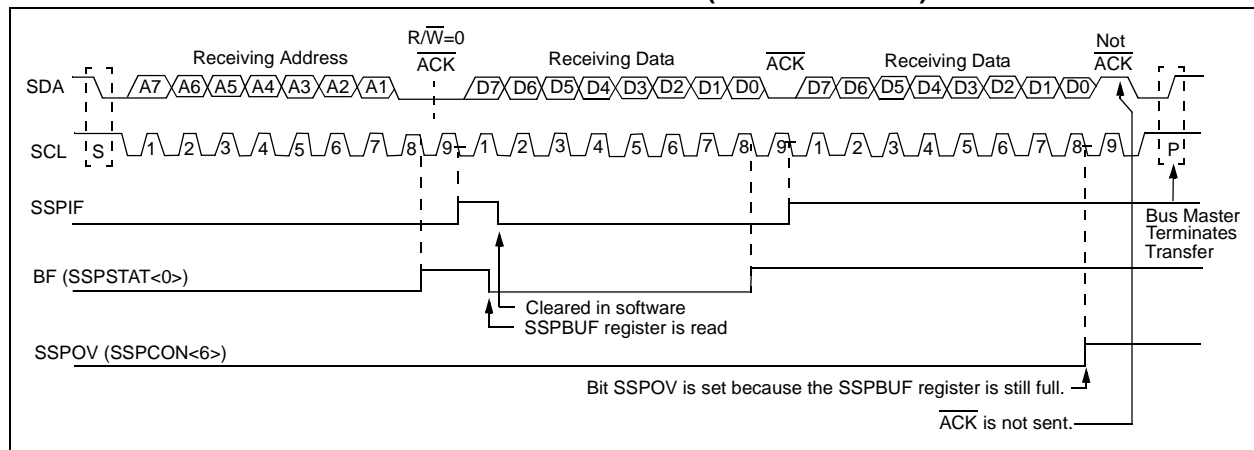 R/W=0
Receiving Address ACK Receiving Data ACK Receiving Data Not ACK
SDA A7 A6 A5 A4 A3 A2 A1 D7 D6 D5 D4 D3 D2 D1 D0 D7 D6 D5 D4 D3 D2 D1 D0
SCL S 1 2 3 4 5 6 7 8 9 1 2 3 4 5 6 7 8 9 1 2 3 4 5 6 7 8 9 P
SSPIF
Bus Master
Terminates
Transfer
BF (SSPSTAT<0>)
Cleared in software
SSPBUF register is read
SSPOV (SSPCON<6>)
Bit SSPOV is set because the SSPBUF register is still full.
ACK is not sent.